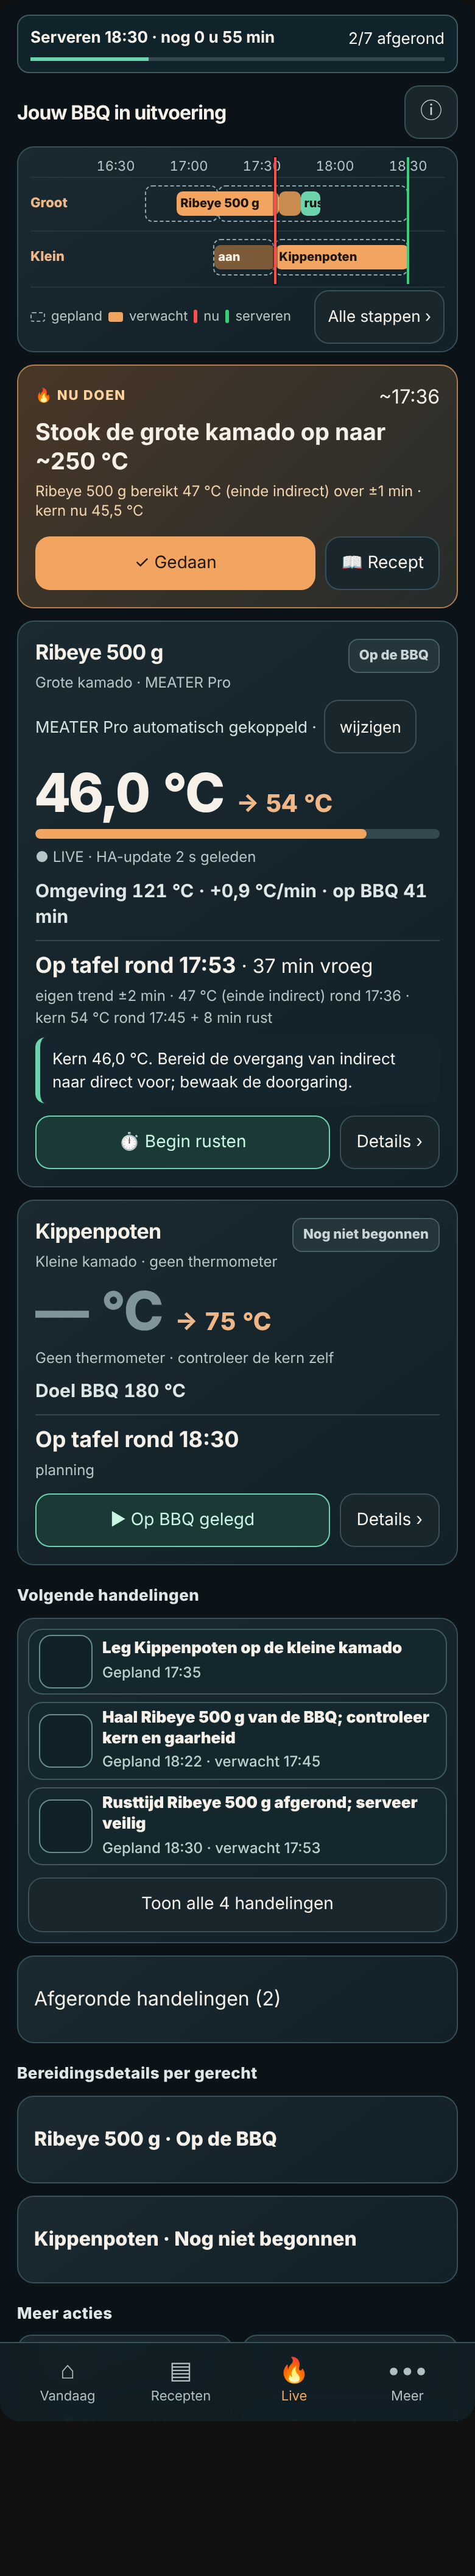 Serveren 18:30 · nog 0 u 55 min
2/7 afgerond
Jouw BBQ in uitvoering
ⓘ
16:30 17:00 17:30 18:00 18:30
Groot
Ribeye 500 g
rus
Klein
aan
Kippenpoten
gepland verwacht nu serveren
Alle stappen ›
🔥 NU DOEN
~17:36
Stook de grote kamado op naar
~250 °C
Ribeye 500 g bereikt 47 °C (einde indirect) over ±1 min ·
kern nu 45,5 °C
✓ Gedaan
📖 Recept
Ribeye 500 g
Op de BBQ
Grote kamado · MEATER Pro
MEATER Pro automatisch gekoppeld ·
wijzigen
46,0 °C → 54 °C
● LIVE · HA-update 2 s geleden
Omgeving 121 °C · +0,9 °C/min · op BBQ 41
min
Op tafel rond 17:53 · 37 min vroeg
eigen trend ±2 min · 47 °C (einde indirect) rond 17:36 ·
kern 54 °C rond 17:45 + 8 min rust
Kern 46,0 °C. Bereid de overgang van indirect
naar direct voor; bewaak de doorgaring.
⏱ Begin rusten
Details ›
Kippenpoten
Nog niet begonnen
Kleine kamado · geen thermometer
— °C → 75 °C
Geen thermometer · controleer de kern zelf
Doel BBQ 180 °C
Op tafel rond 18:30
planning
▶ Op BBQ gelegd
Details ›
Volgende handelingen
Leg Kippenpoten op de kleine kamado
Gepland 17:35
Haal Ribeye 500 g van de BBQ; controleer
kern en gaarheid
Gepland 18:22 · verwacht 17:45
Rusttijd Ribeye 500 g afgerond; serveer
veilig
Gepland 18:30 · verwacht 17:53
Toon alle 4 handelingen
Afgeronde handelingen (2)
Bereidingsdetails per gerecht
Ribeye 500 g · Op de BBQ
Kippenpoten · Nog niet begonnen
Meer acties
Vandaag
Recepten
Live
Meer